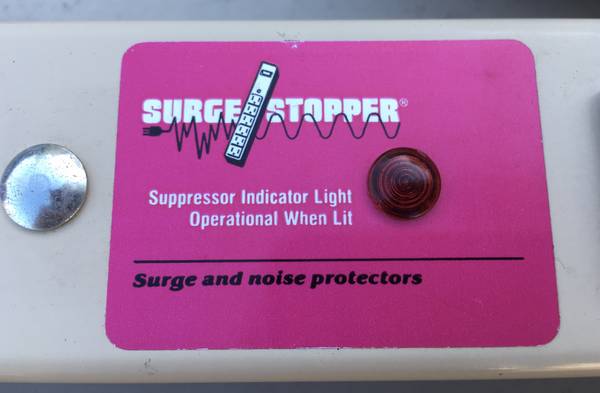 SURGE STOPPER®
Suppressor Indicator Light
Operational When Lit
Surge and noise protectors